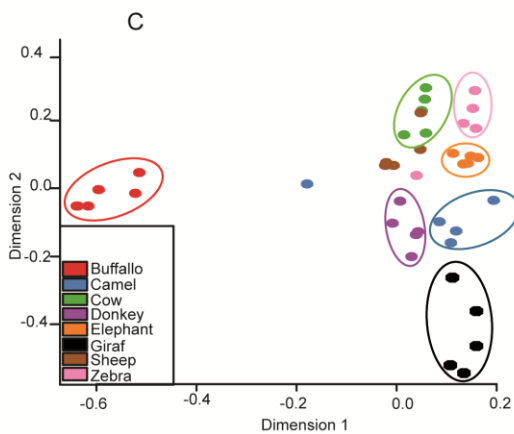 C
0.4
0.2
0.0
-0.2
-0.4
Dimension 2
Buffallo
Camel
Cow
Donkey
Elephant
Giraf
Sheep
Zebra
-0.6
-0.4
-0.2
0.0
0.2
Dimension 1